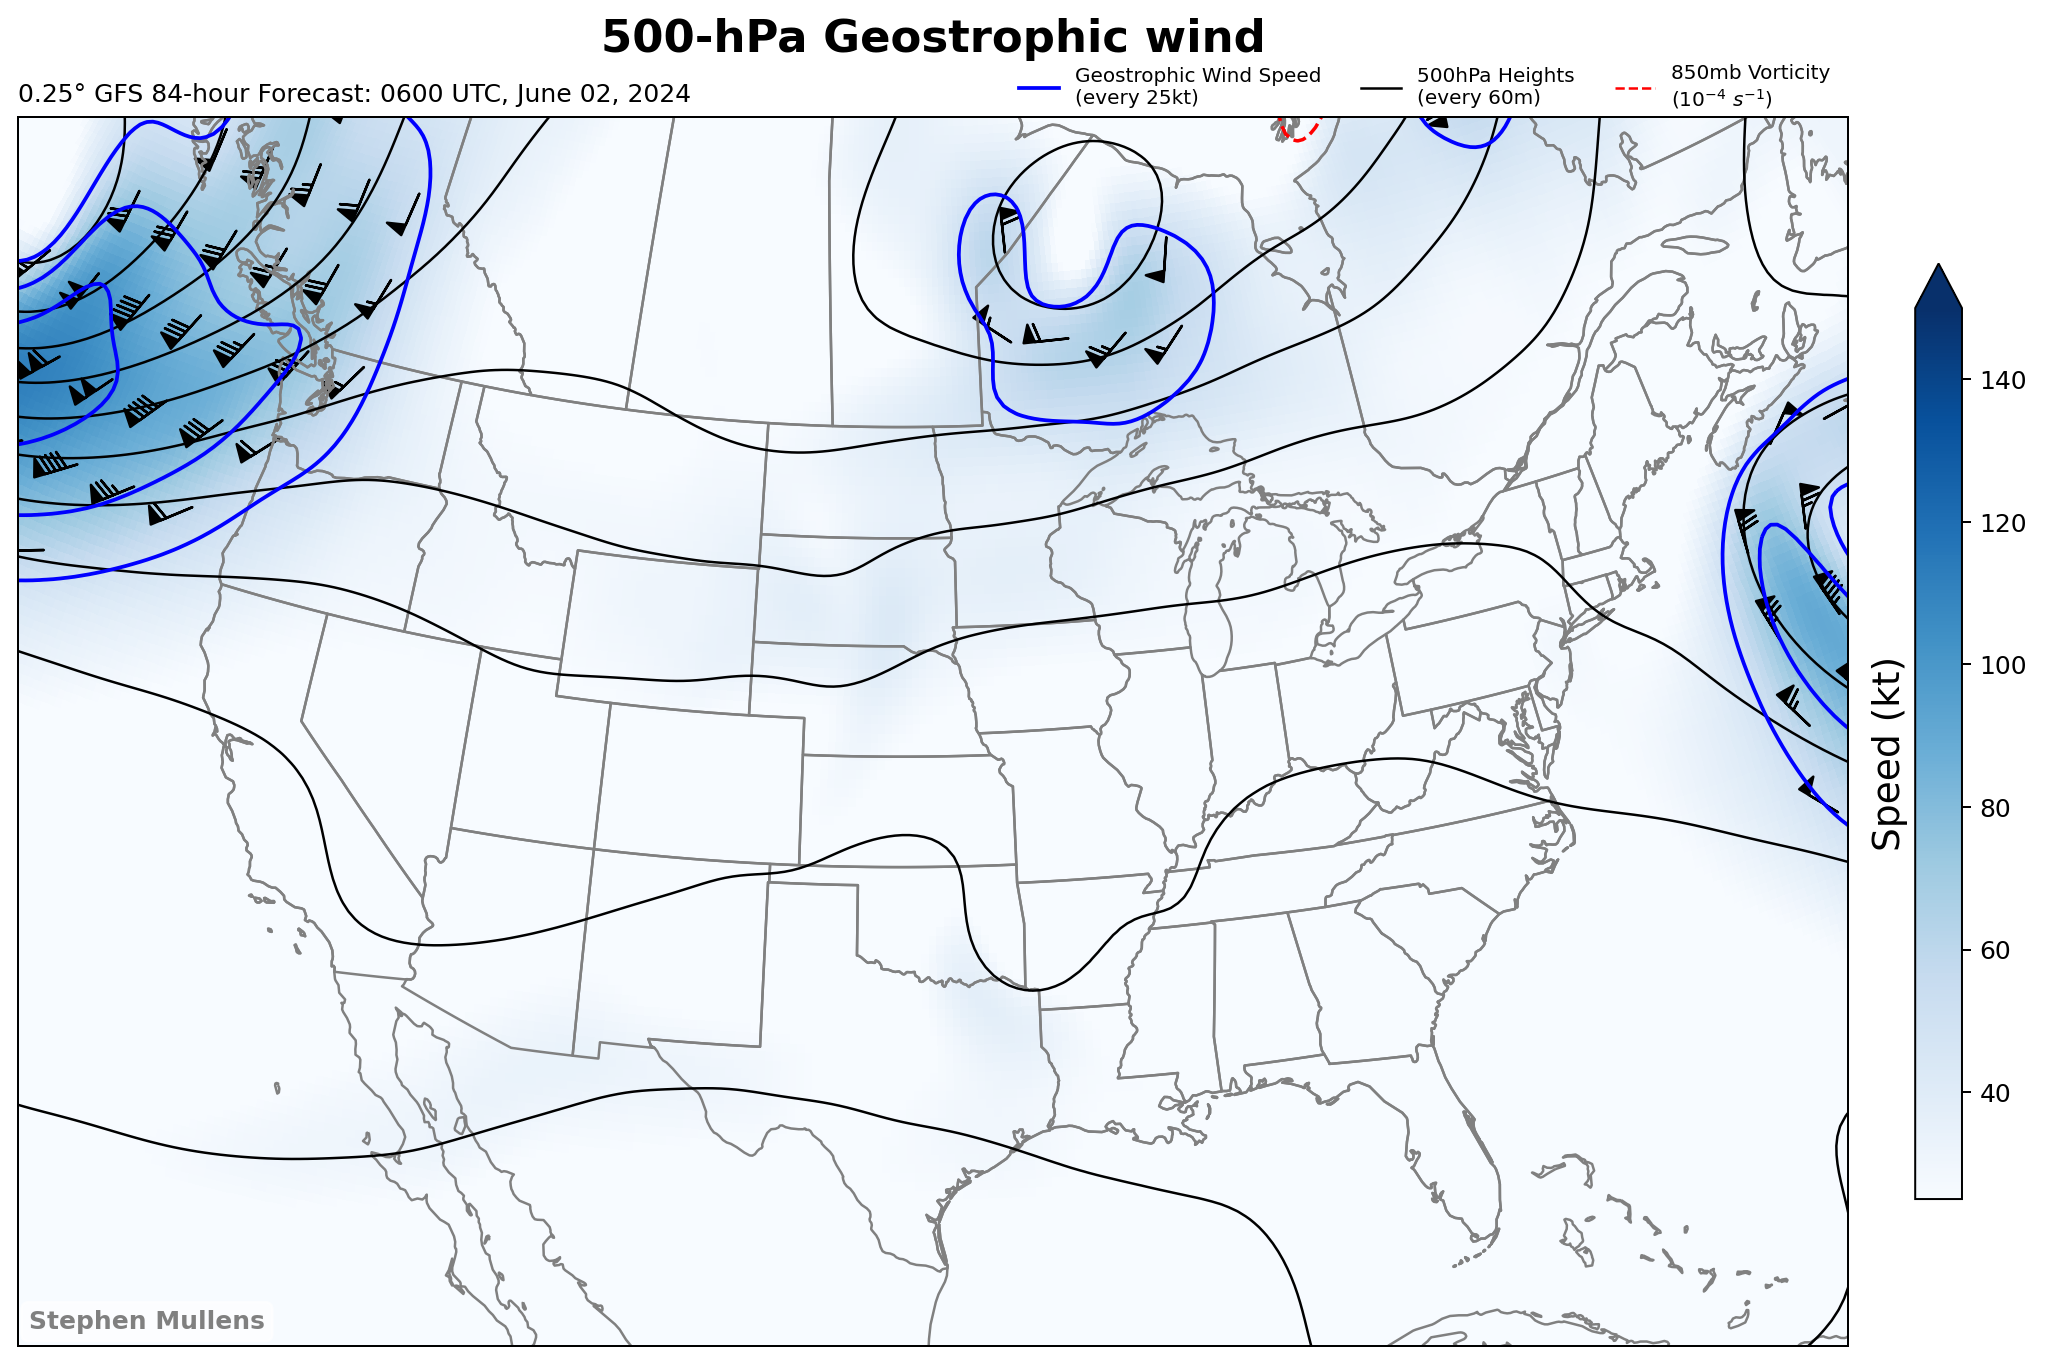 500-hPa Geostrophic wind
0.25° GFS 84-hour Forecast: 0600 UTC, June 02, 2024
Geostrophic Wind Speed
(every 25kt)
500hPa Heights
(every 60m)
850mb Vorticity
(10⁻⁴ s⁻¹)
140
120
100
80
60
40
Speed (kt)
Stephen Mullens